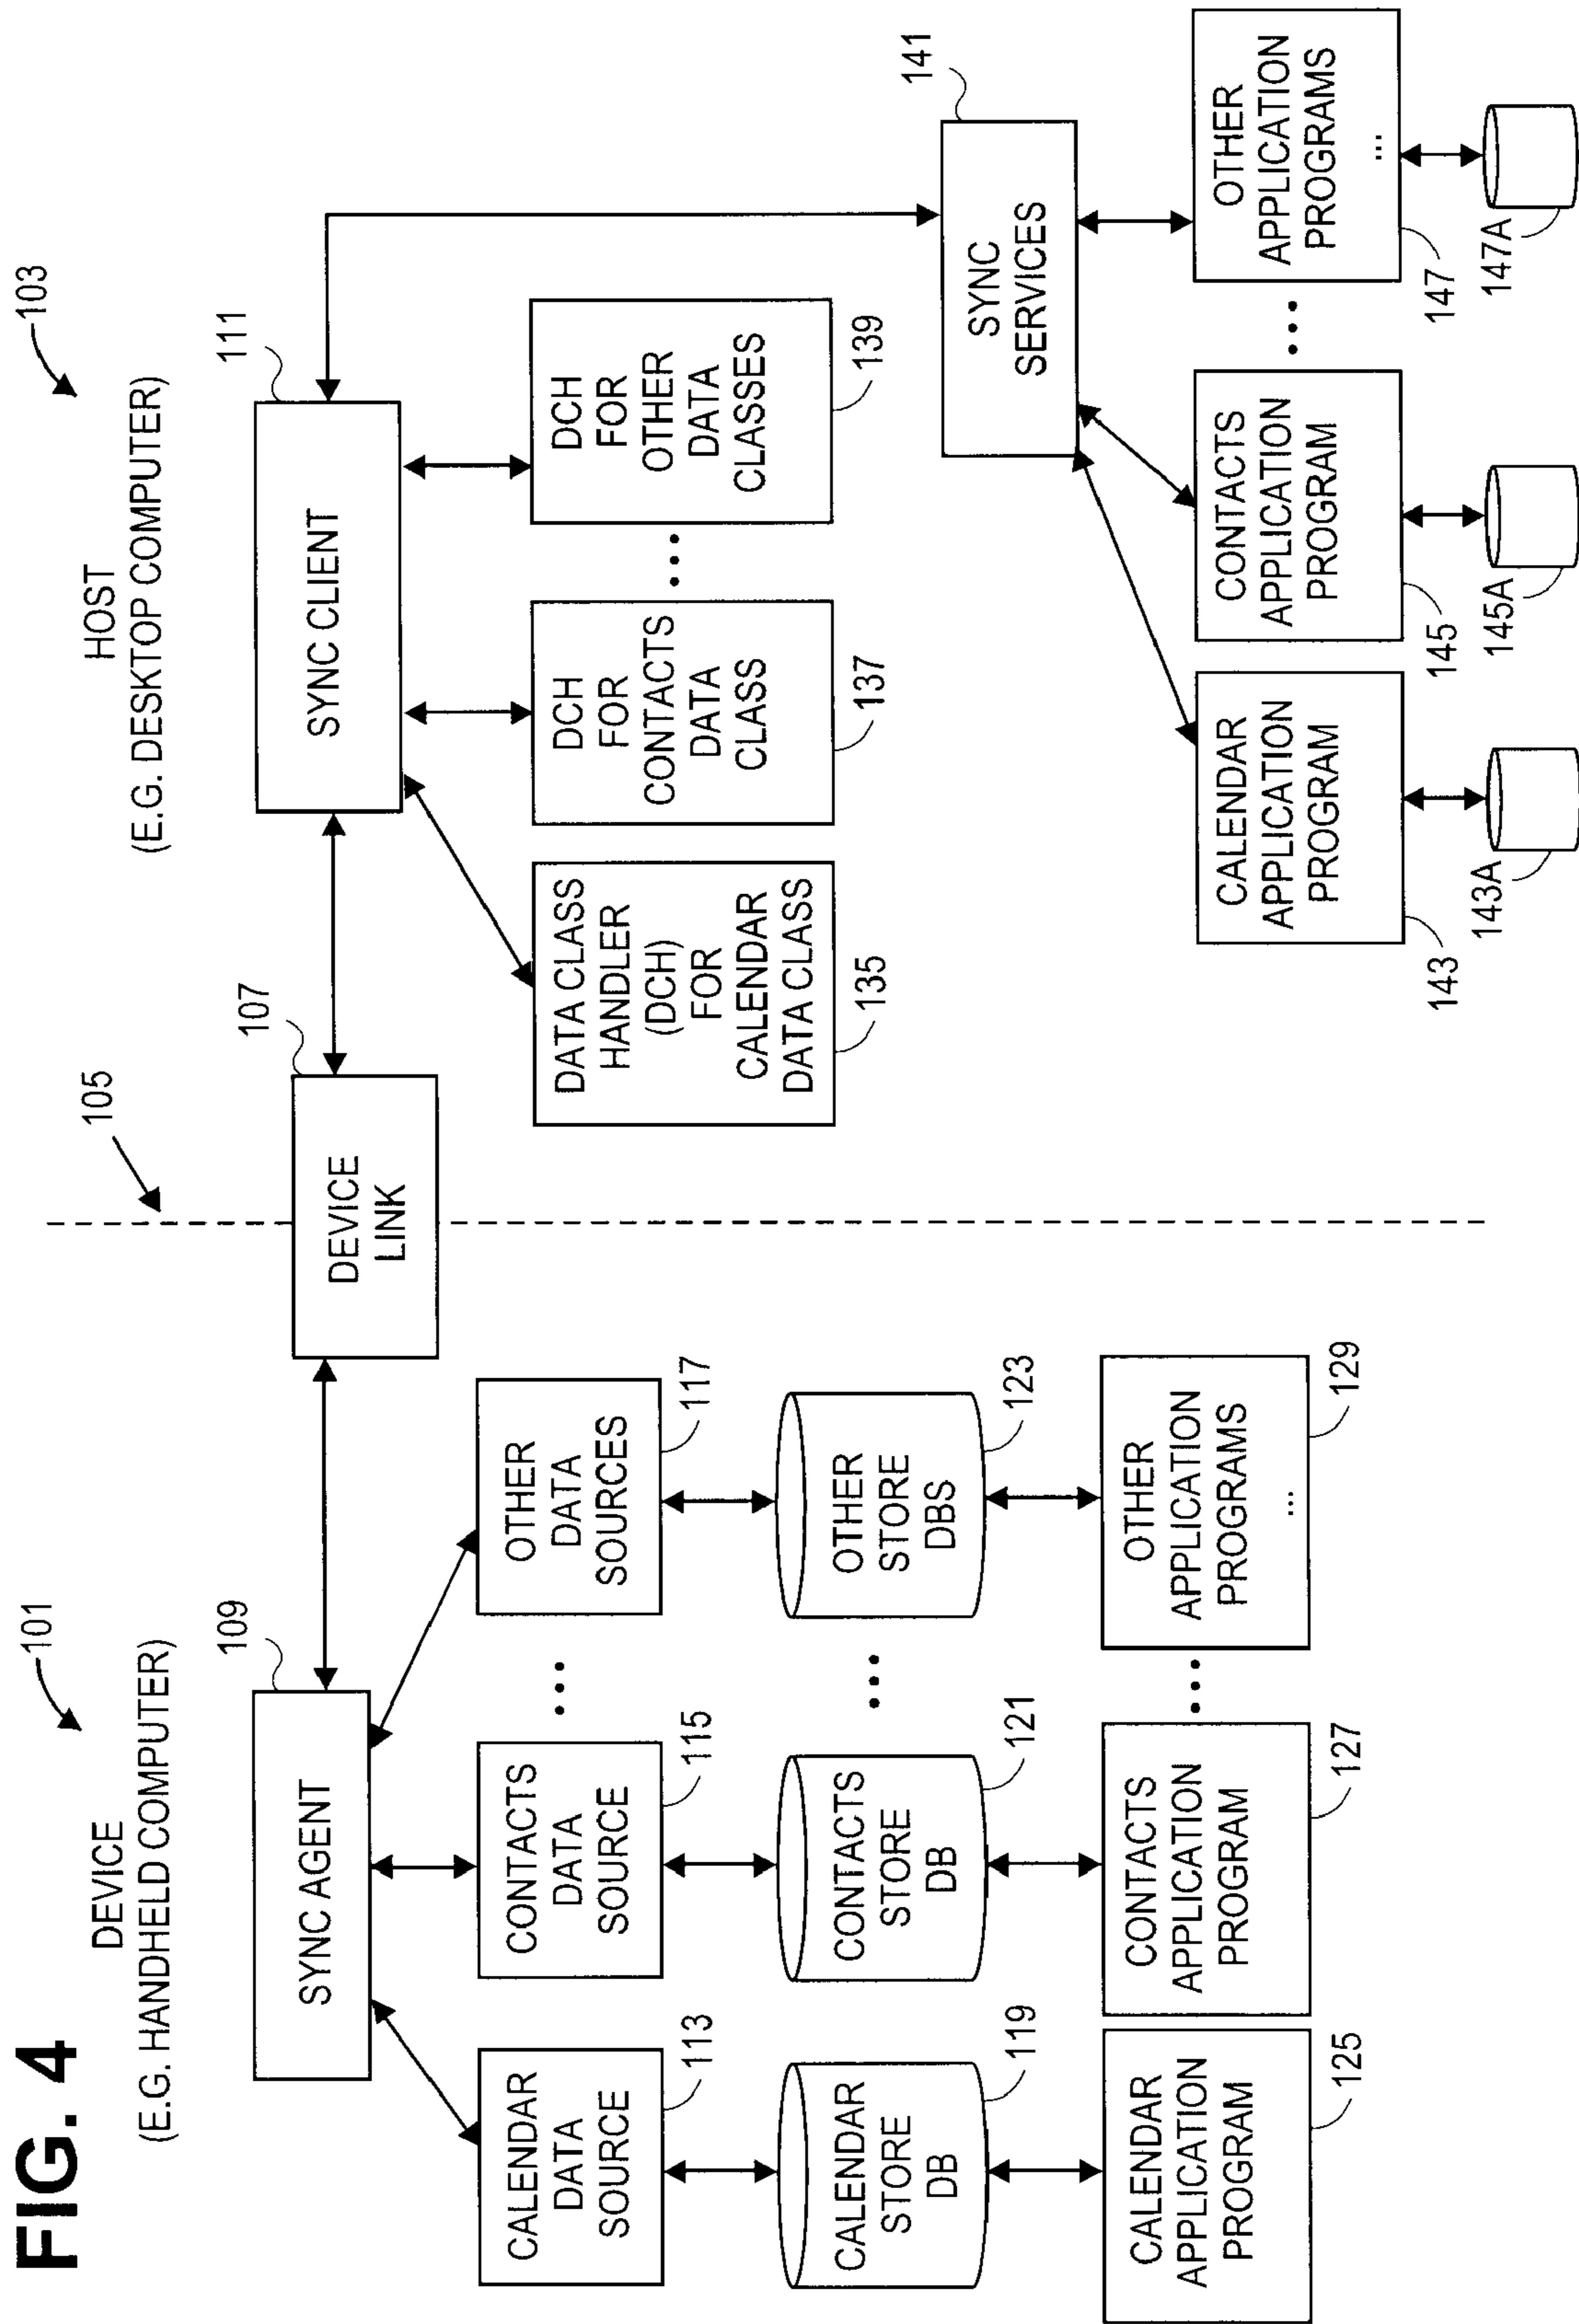 FIG. 4
DEVICE
(E.G. HANDHELD COMPUTER)
101
109
SYNC AGENT
CALENDAR
DATA
SOURCE
113
CONTACTS
DATA
SOURCE
115
...
OTHER
DATA
SOURCES
117
CALENDAR
STORE
DB
119
CONTACTS
STORE
DB
121
...
OTHER
STORE
DBS
123
CALENDAR
APPLICATION
PROGRAM
125
CONTACTS
APPLICATION
PROGRAM
127
...
OTHER
APPLICATION
PROGRAMS
...
129
105
107
DEVICE
LINK
HOST
(E.G. DESKTOP COMPUTER)
103
111
SYNC CLIENT
DATA CLASS
HANDLER
(DCH)
FOR
CALENDAR
DATA CLASS
135
DCH
FOR
CONTACTS
DATA
CLASS
137
...
DCH
FOR
OTHER
DATA
CLASSES
139
141
SYNC
SERVICES
CALENDAR
APPLICATION
PROGRAM
143
143A
CONTACTS
APPLICATION
PROGRAM
145
145A
...
OTHER
APPLICATION
PROGRAMS
...
147
147A